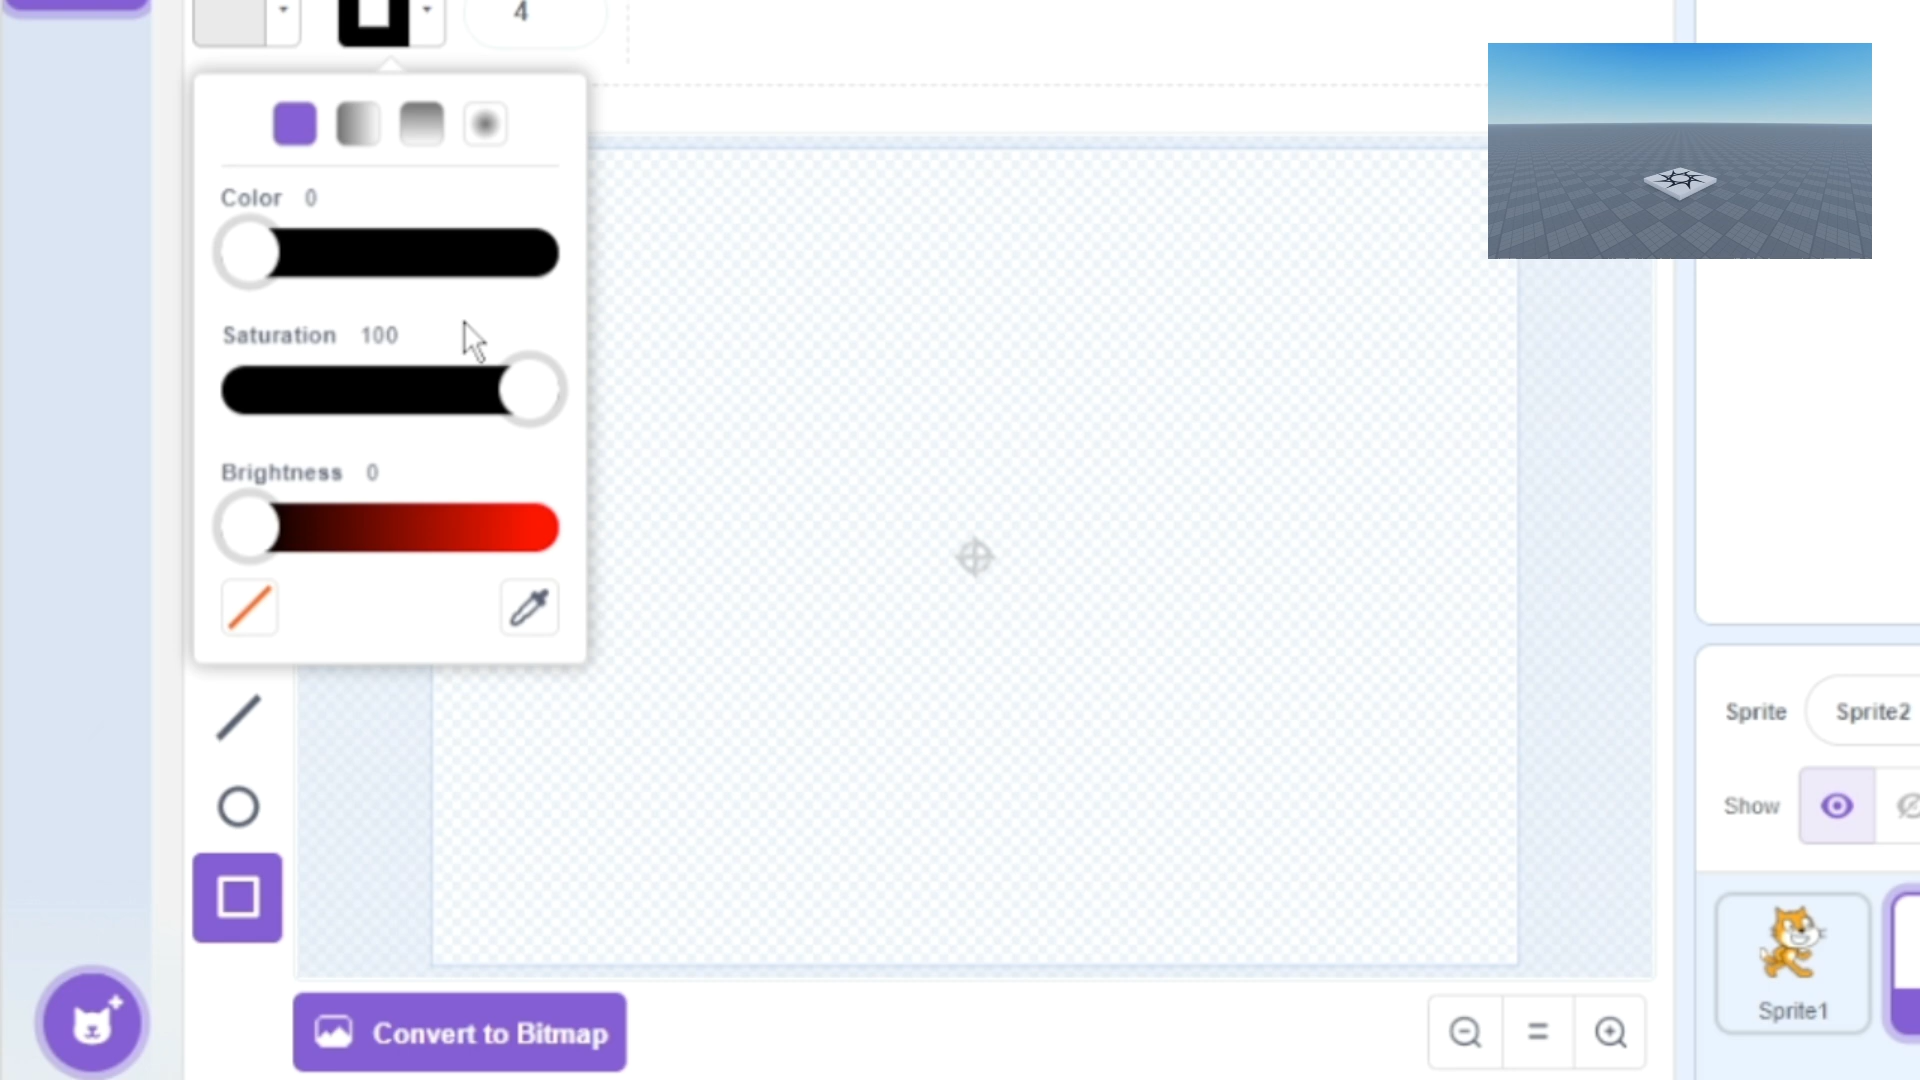 4
Color 0
Saturation 100
Brightness 0
Sprite Sprite2
Show
Sprite1
Convert to Bitmap